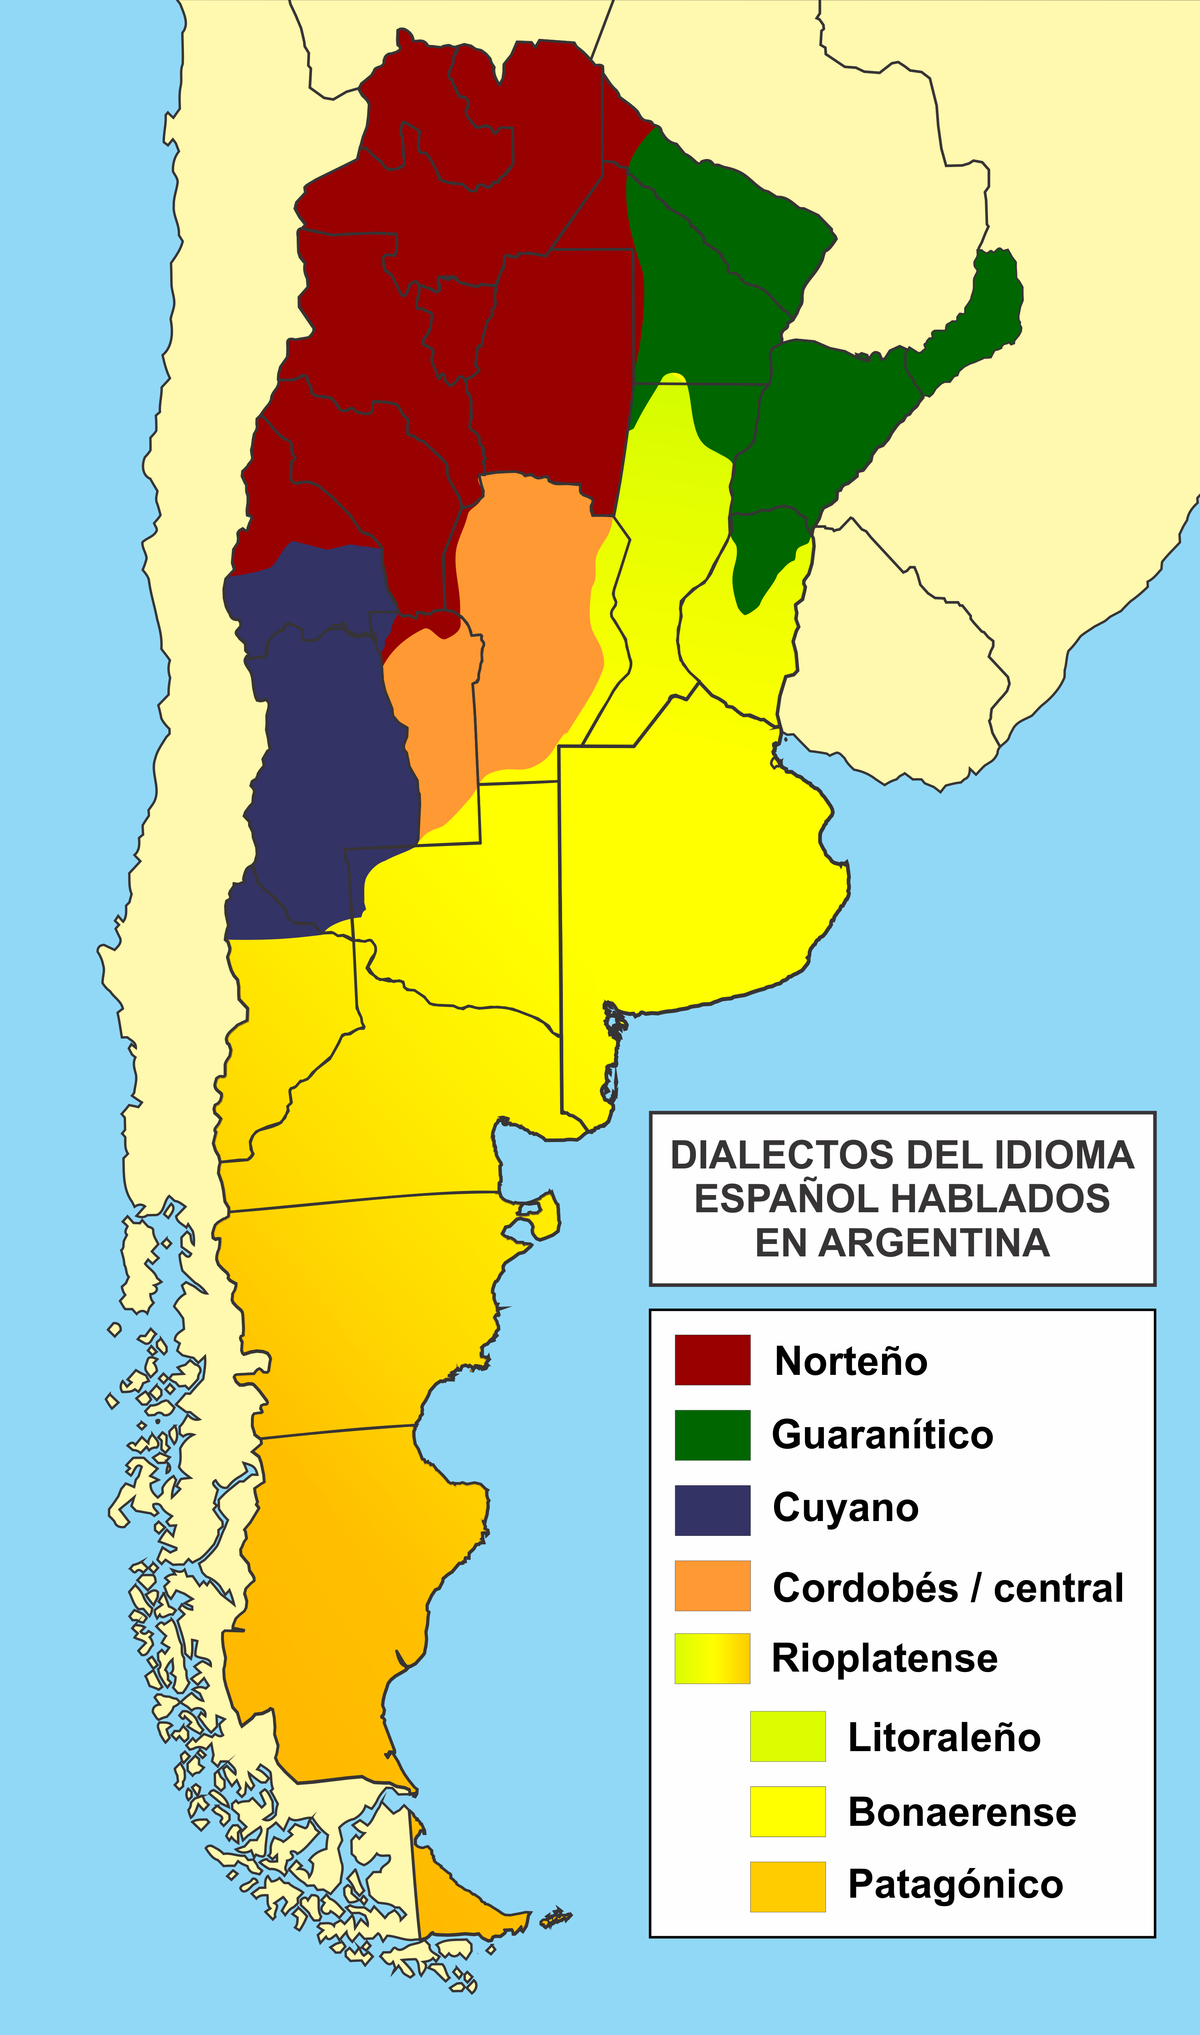 DIALECTOS DEL IDIOMA
ESPAÑOL HABLADOS
EN ARGENTINA
Norteño
Guaranítico
Cuyano
Cordobés / central
Rioplatense
Litoraleño
Bonaerense
Patagónico